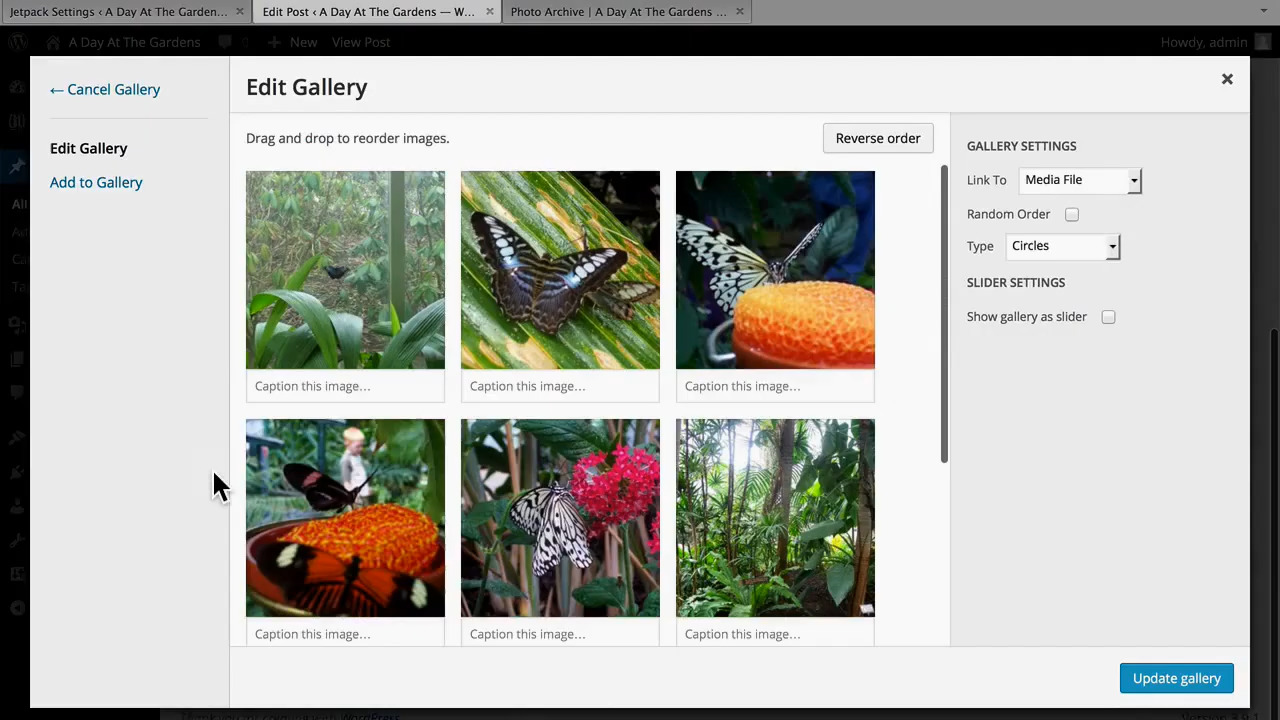 Jetpack Settings ‹ A Day At The Garden...
Edit Post ‹ A Day At The Gardens — W...
Photo Archive | A Day At The Gardens ...
A Day At The Gardens
New
View Post
Howdy, admin
← Cancel Gallery
Edit Gallery
Add to Gallery
Edit Gallery
Drag and drop to reorder images.
Reverse order
Caption this image…
Caption this image…
Caption this image…
Caption this image…
Caption this image…
Caption this image…
GALLERY SETTINGS
Link To
Media File
Random Order
Type
Circles
SLIDER SETTINGS
Show gallery as slider
Update gallery